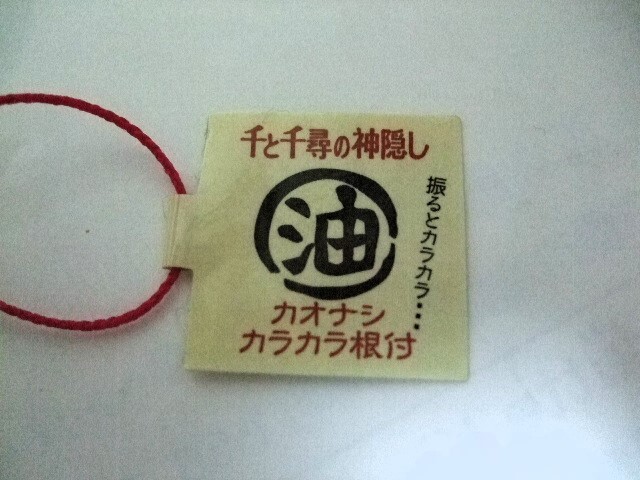 千と千尋の神隠し
油
振るとカラカラ・・・
カオナシ
カラカラ根付